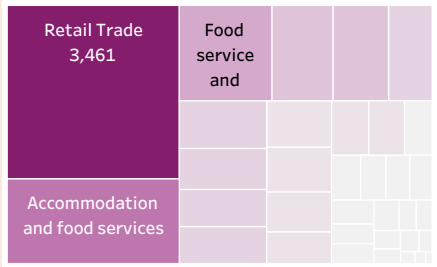 Retail Trade
3,461
Food
service
and
Accommodation
and food services